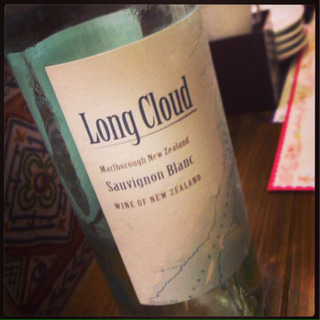 Long Cloud
Marlborough New Zealand
Sauvignon Blanc
WINE OF NEW ZEALAND